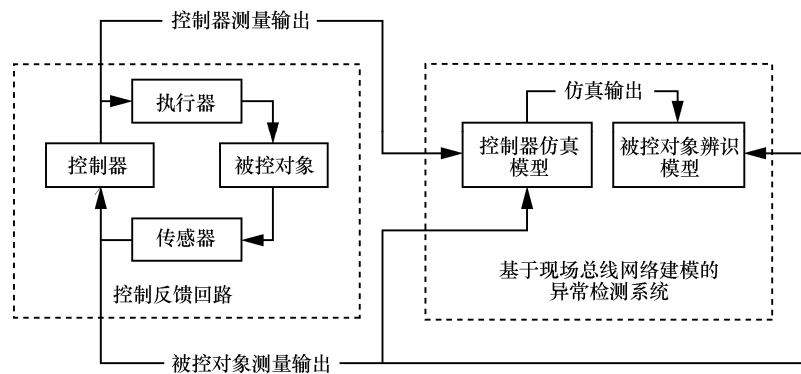 控制器测量输出
执行器
控制器
被控对象
传感器
控制反馈回路
被控对象测量输出
仿真输出
控制器仿真
模型
被控对象辨识
模型
基于现场总线网络建模的
异常检测系统